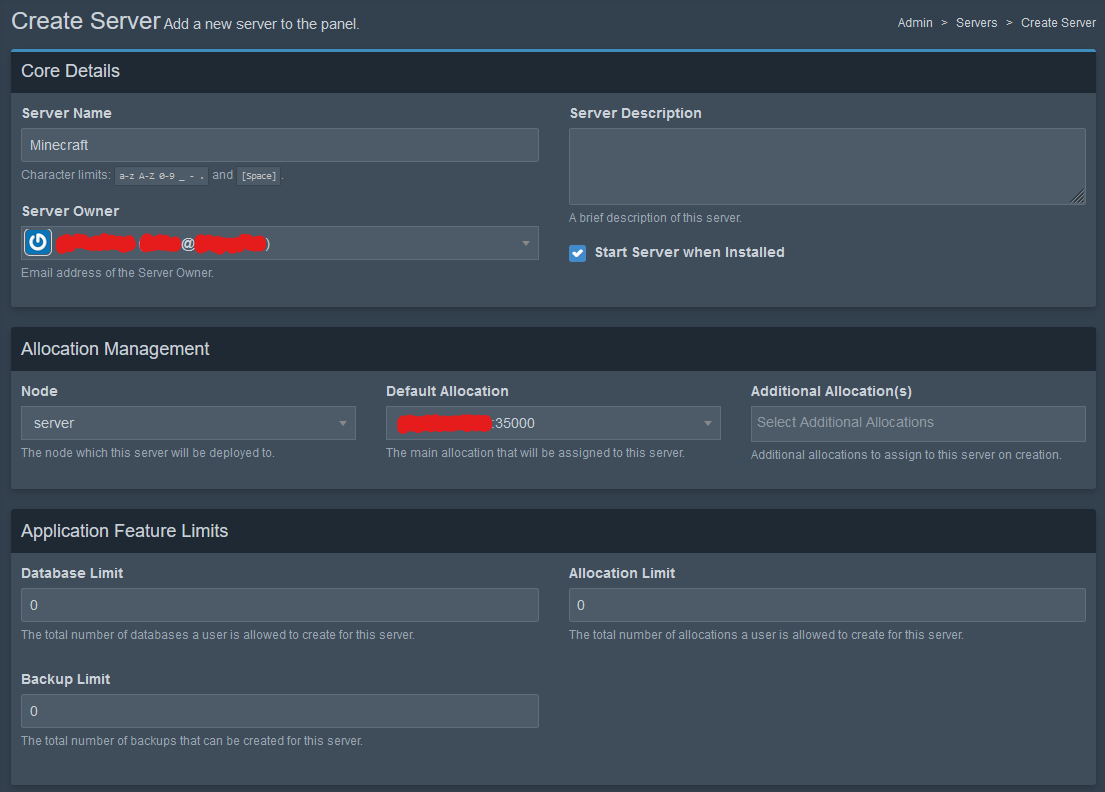 Create Server Add a new server to the panel.
Admin > Servers > Create Server
Core Details
Server Name
Minecraft
Character limits: a-z A-Z 0-9 _ - . and [Space].
Server Owner
@ )
Email address of the Server Owner.
Server Description
A brief description of this server.
Start Server when Installed
Allocation Management
Node
server
The node which this server will be deployed to.
Default Allocation
:35000
The main allocation that will be assigned to this server.
Additional Allocation(s)
Select Additional Allocations
Additional allocations to assign to this server on creation.
Application Feature Limits
Database Limit
0
The total number of databases a user is allowed to create for this server.
Allocation Limit
0
The total number of allocations a user is allowed to create for this server.
Backup Limit
0
The total number of backups that can be created for this server.